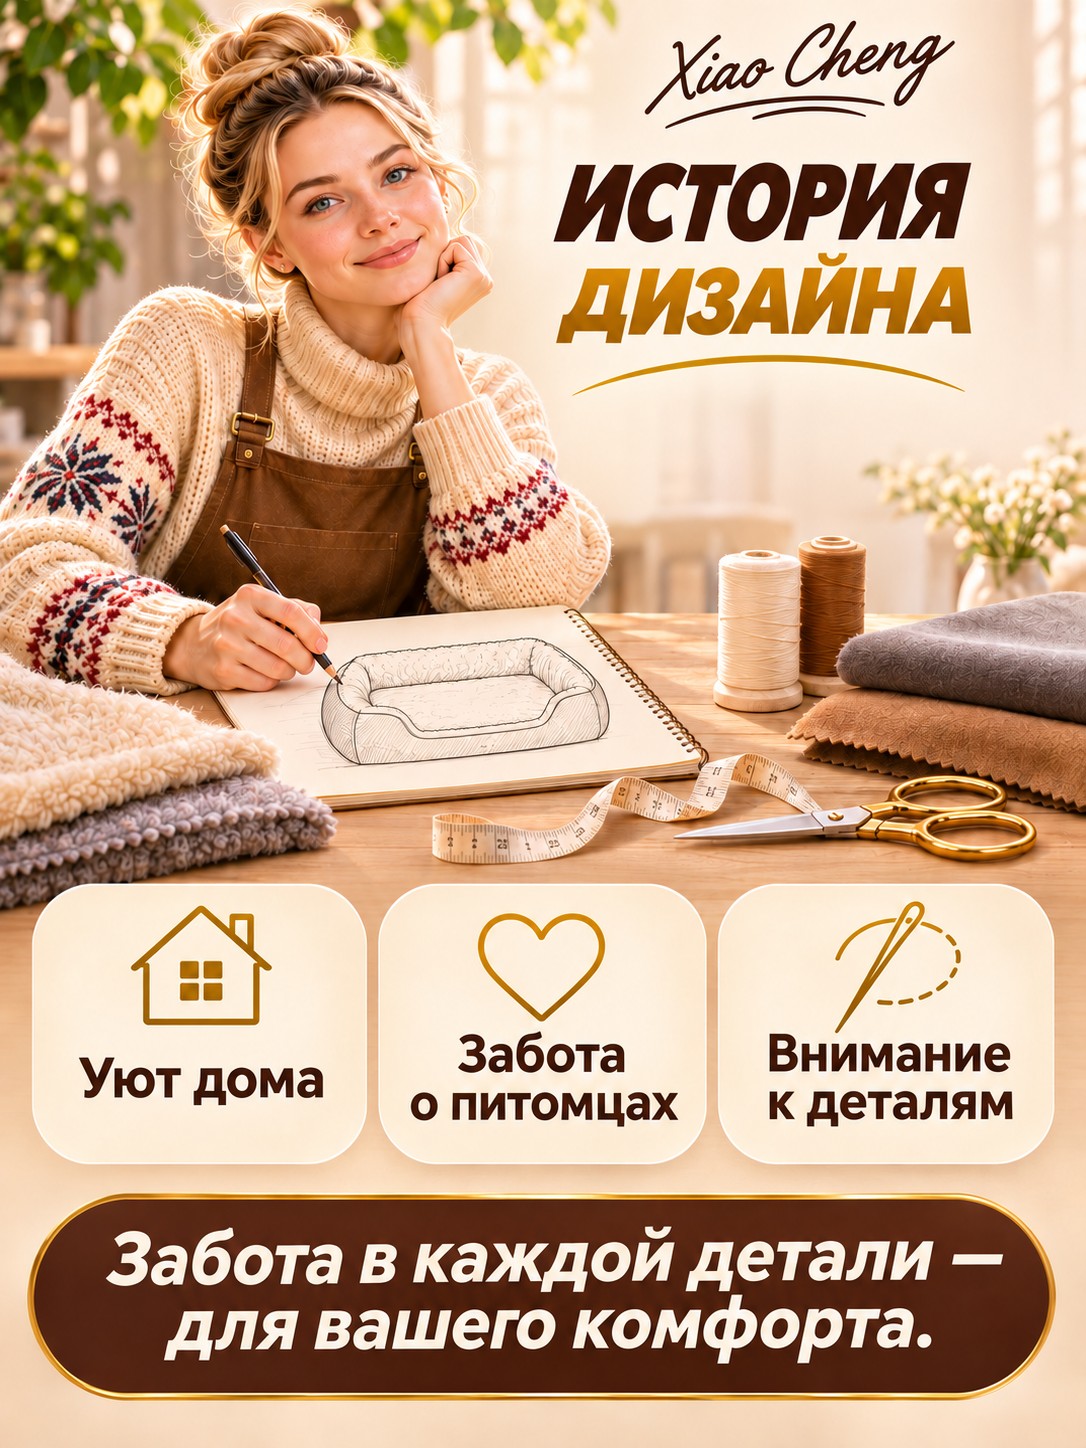 Xiao Cheng
ИСТОРИЯ
ДИЗАЙНА
Уют дома
Забота
о питомцах
Внимание
к деталям
Забота в каждой детали —
для вашего комфорта.